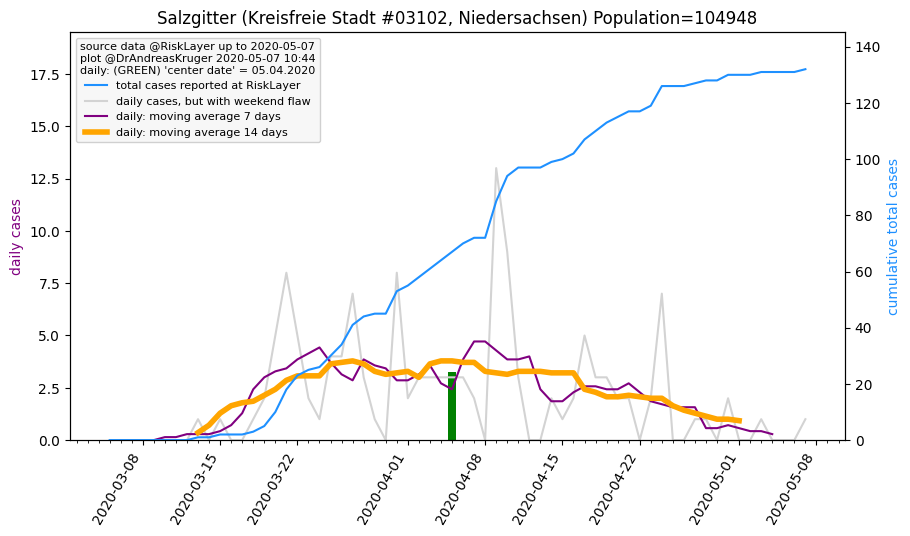 Salzgitter (Kreisfreie Stadt #03102, Niedersachsen) Population=104948
source data @RiskLayer up to 2020-05-07
plot @DrAndreasKruger 2020-05-07 10:44
daily: (GREEN) 'center date' = 05.04.2020
total cases reported at RiskLayer
daily cases, but with weekend flaw
daily: moving average 7 days
daily: moving average 14 days
daily cases
17.5
15.0
12.5
10.0
7.5
5.0
2.5
0.0
140
120
100
80
60
40
20
0
cumulative total cases
2020-03-08
2020-03-15
2020-03-22
2020-04-01
2020-04-08
2020-04-15
2020-04-22
2020-05-01
2020-05-08